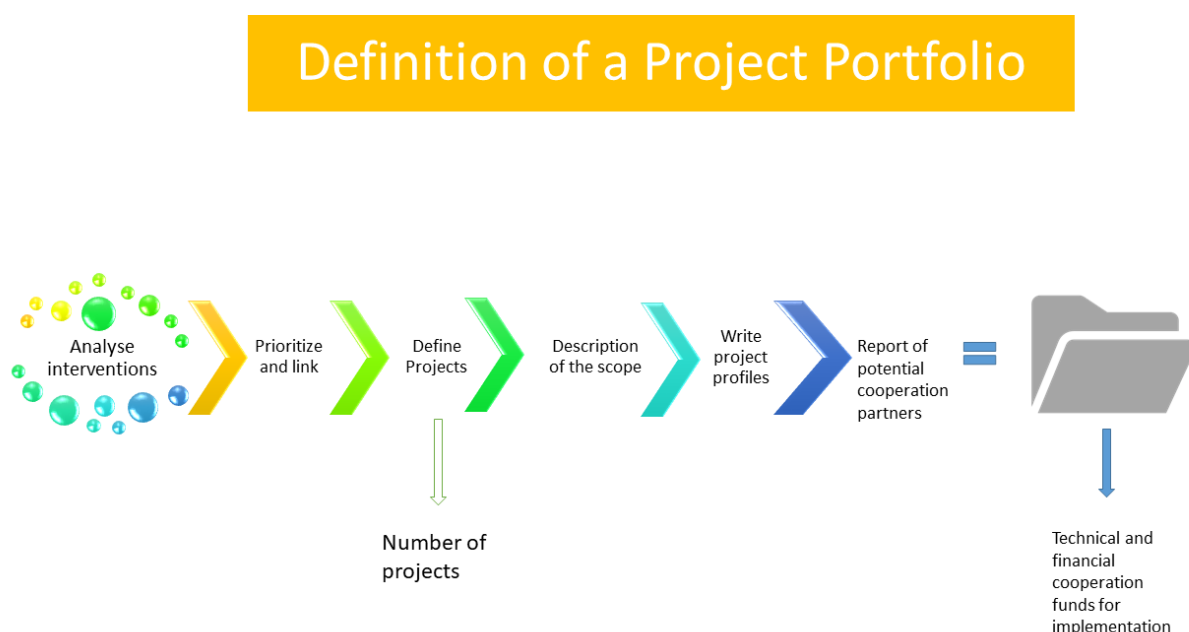 Definition of a Project Portfolio
Analyse
interventions
Prioritize
and link
Define
Projects
Description
of the scope
Write
project
profiles
Report of
potential
cooperation
partners
Number of
projects
Technical and
financial
cooperation
funds for
implementation